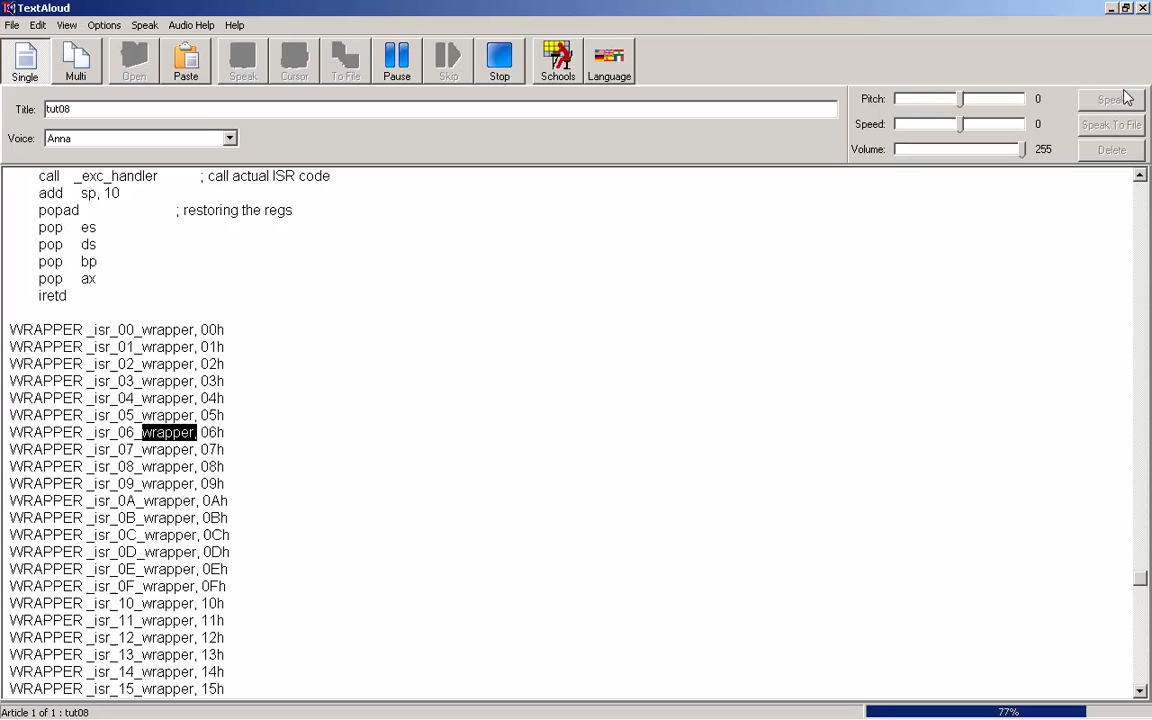 TextAloud
File Edit View Options Speak Audio Help Help
Single Multi Open Paste Speak Cursor To File Pause Skip Stop Schools Language
Title: tut08
Voice: Anna
Pitch: 0
Speed: 0 Speak To File
Volume: 255 Delete
call _exc_handler ; call actual ISR code
add sp, 10
popad ; restoring the regs
pop es
pop ds
pop bp
pop ax
iretd
WRAPPER _isr_00_wrapper, 00h
WRAPPER _isr_01_wrapper, 01h
WRAPPER _isr_02_wrapper, 02h
WRAPPER _isr_03_wrapper, 03h
WRAPPER _isr_04_wrapper, 04h
WRAPPER _isr_05_wrapper, 05h
WRAPPER _isr_06_wrapper, 06h
WRAPPER _isr_07_wrapper, 07h
WRAPPER _isr_08_wrapper, 08h
WRAPPER _isr_09_wrapper, 09h
WRAPPER _isr_0A_wrapper, 0Ah
WRAPPER _isr_0B_wrapper, 0Bh
WRAPPER _isr_0C_wrapper, 0Ch
WRAPPER _isr_0D_wrapper, 0Dh
WRAPPER _isr_0E_wrapper, 0Eh
WRAPPER _isr_0F_wrapper, 0Fh
WRAPPER _isr_10_wrapper, 10h
WRAPPER _isr_11_wrapper, 11h
WRAPPER _isr_12_wrapper, 12h
WRAPPER _isr_13_wrapper, 13h
WRAPPER _isr_14_wrapper, 14h
WRAPPER _isr_15_wrapper, 15h
Article 1 of 1 : tut08 77%